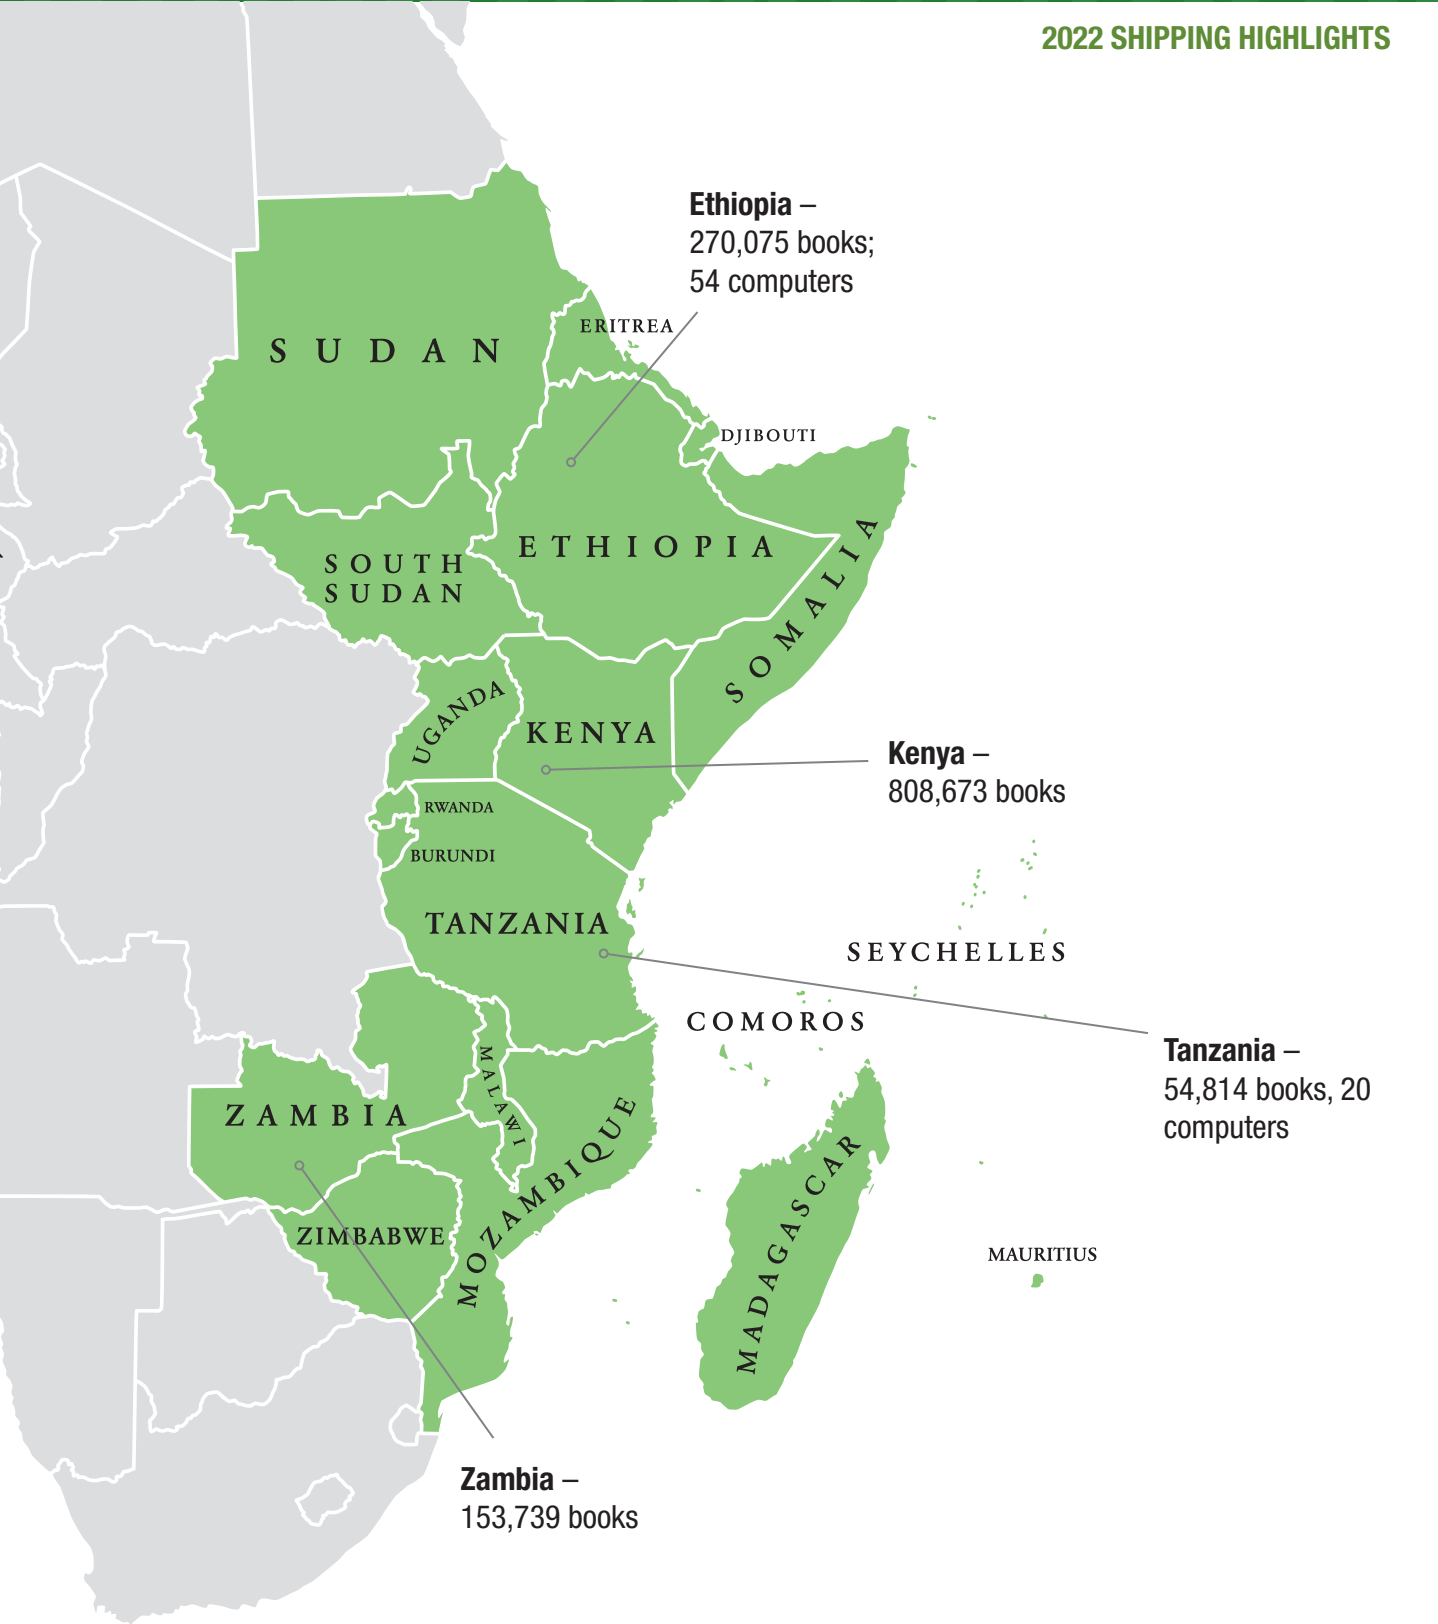 2022 SHIPPING HIGHLIGHTS
Ethiopia –
270,075 books;
54 computers
ERITREA
SUDAN
DJIBOUTI
ETHIOPIA
SOUTH
SUDAN
SOMALIA
UGANDA
KENYA
Kenya –
808,673 books
RWANDA
BURUNDI
TANZANIA
SEYCHELLES
COMOROS
Tanzania –
54,814 books, 20
computers
MALAWI
ZAMBIA
MOZAMBIQUE
MADAGASCAR
ZIMBABWE
MAURITIUS
Zambia –
153,739 books